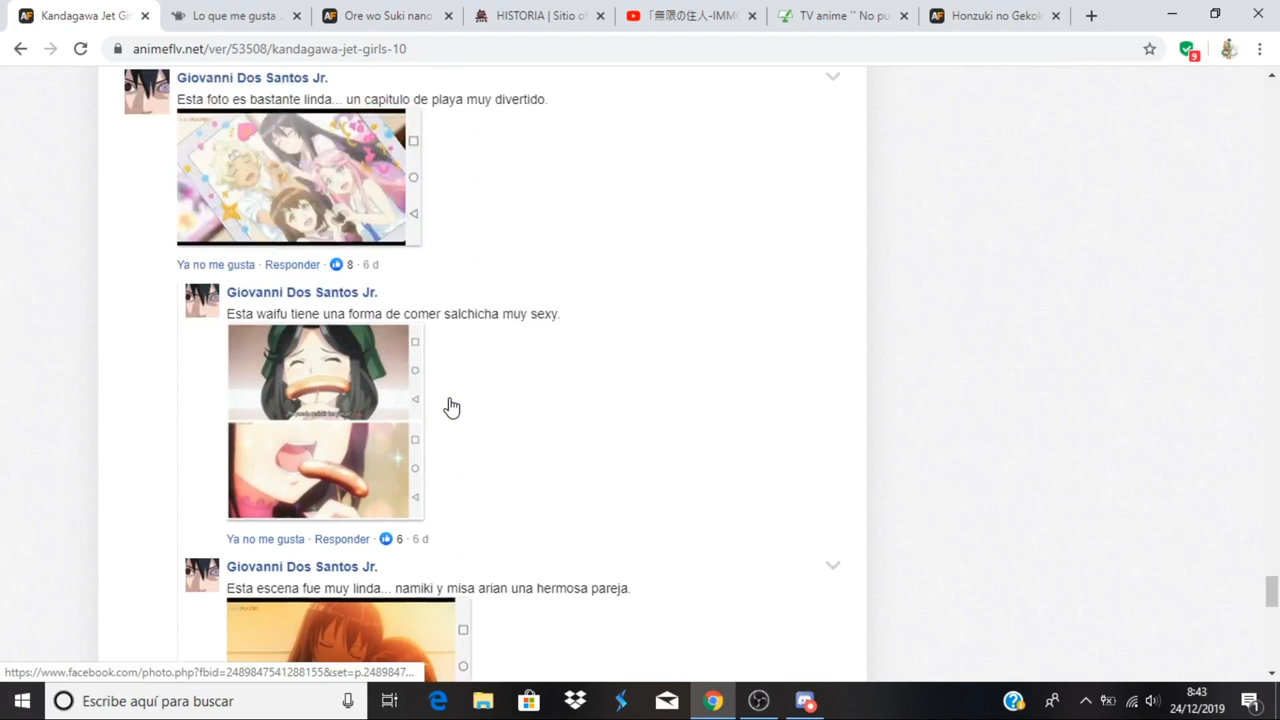 Kandagawa Jet Gir
Lo que me gusta
Ore wo Suki nano
HISTORIA | Sitio of
「無限の住人-IMMO
TV anime `` No pu
Honzuki no Gekok
animeflv.net/ver/53508/kandagawa-jet-girls-10
9
Giovanni Dos Santos Jr.
Esta foto es bastante linda... un capitulo de playa muy divertido.
Ya no me gusta · Responder · 8 · 6 d
Giovanni Dos Santos Jr.
Esta waifu tiene una forma de comer salchicha muy sexy.
Ya no me gusta · Responder · 6 · 6 d
Giovanni Dos Santos Jr.
Esta escena fue muy linda... namiki y misa arian una hermosa pareja.
https://www.facebook.com/photo.php?fbid=2489847541288155&set=p.2489847...
Escribe aquí para buscar
8:43
24/12/2019
1